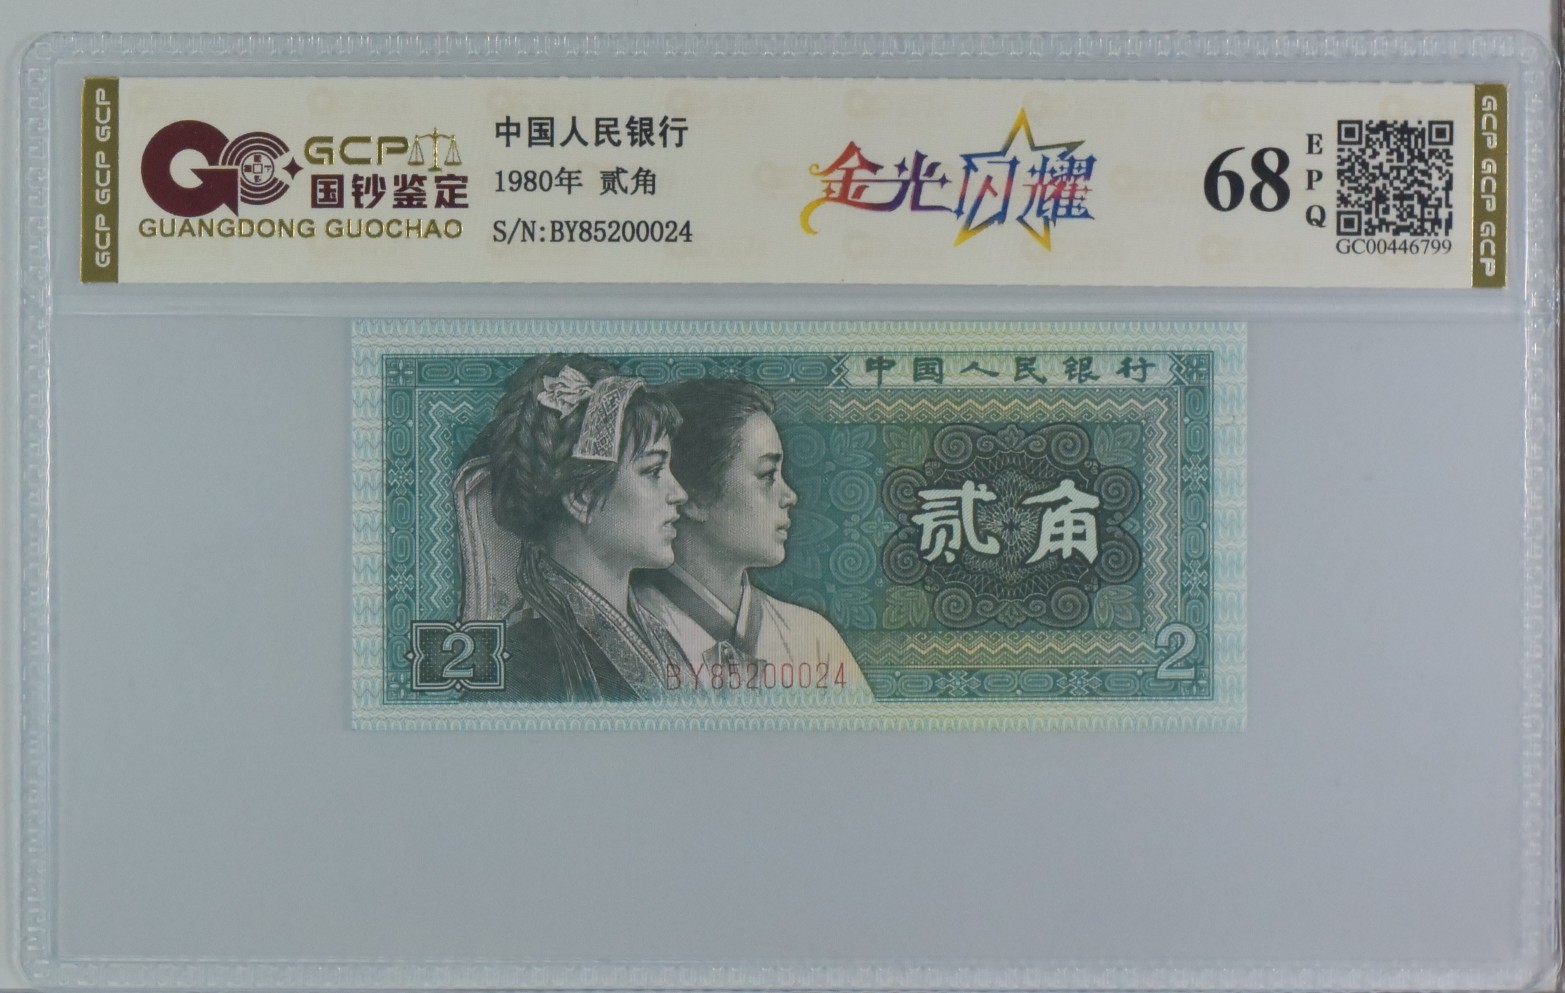 GCP GCP GCP
GCP
国钞鉴定
GUANGDONG GUOCHAO
中国人民银行
1980年 贰角
S/N:BY85200024
金光闪耀
68
EPQ
GC00446799
GCP GCP GCP
中国人民银行
贰角
2
BY85200024
2